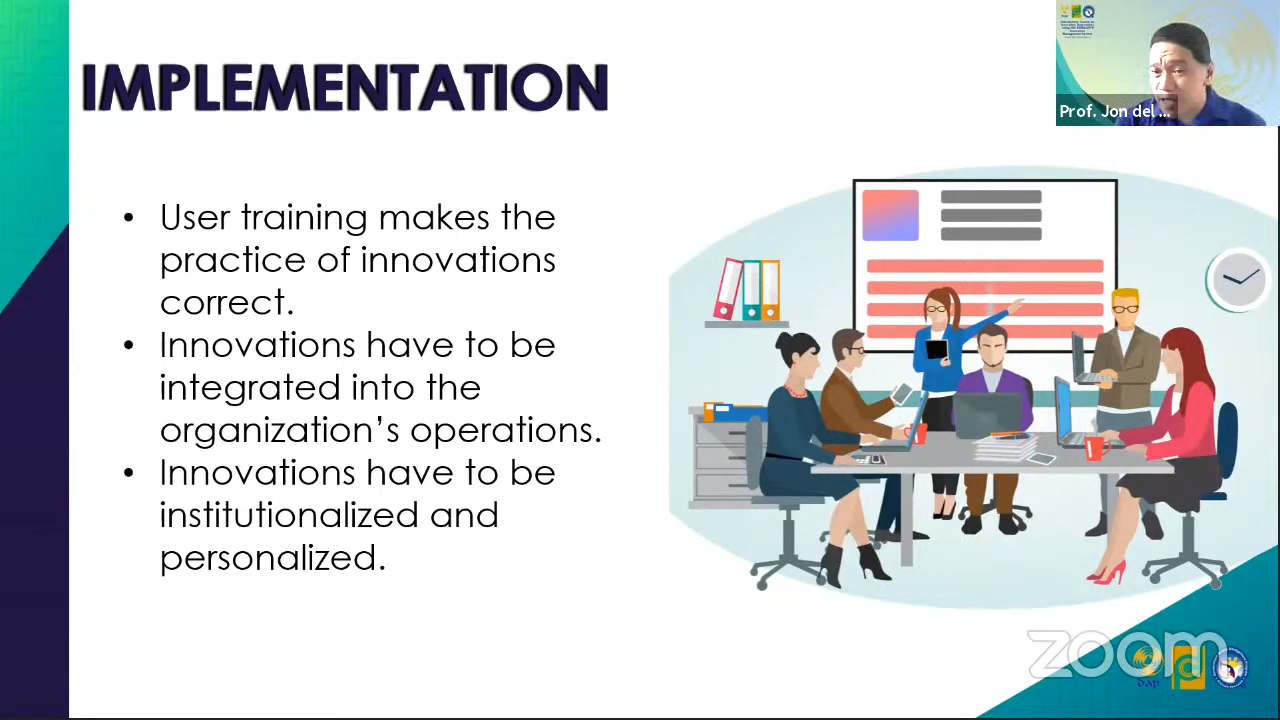 IMPLEMENTATION
Prof. Jon del ...
• User training makes the
practice of innovations
correct.
• Innovations have to be
integrated into the
organization’s operations.
• Innovations have to be
institutionalized and
personalized.
zoom
dap